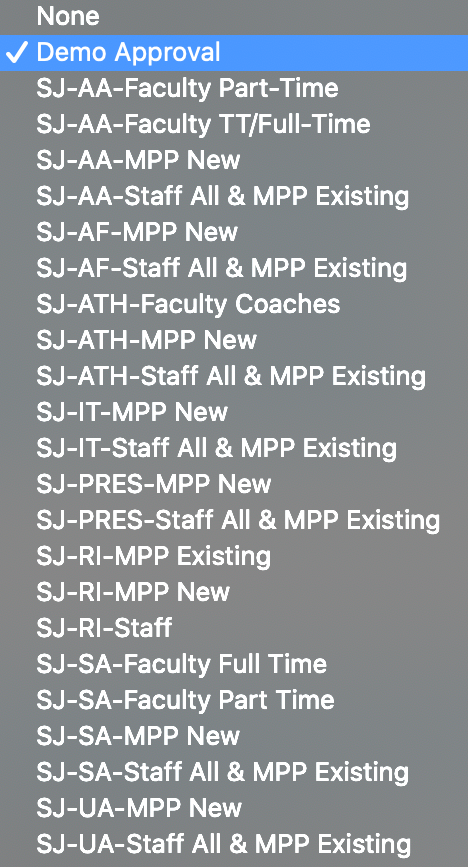 None
✓ Demo Approval
SJ-AA-Faculty Part-Time
SJ-AA-Faculty TT/Full-Time
SJ-AA-MPP New
SJ-AA-Staff All & MPP Existing
SJ-AF-MPP New
SJ-AF-Staff All & MPP Existing
SJ-ATH-Faculty Coaches
SJ-ATH-MPP New
SJ-ATH-Staff All & MPP Existing
SJ-IT-MPP New
SJ-IT-Staff All & MPP Existing
SJ-PRES-MPP New
SJ-PRES-Staff All & MPP Existing
SJ-RI-MPP Existing
SJ-RI-MPP New
SJ-RI-Staff
SJ-SA-Faculty Full Time
SJ-SA-Faculty Part Time
SJ-SA-MPP New
SJ-SA-Staff All & MPP Existing
SJ-UA-MPP New
SJ-UA-Staff All & MPP Existing